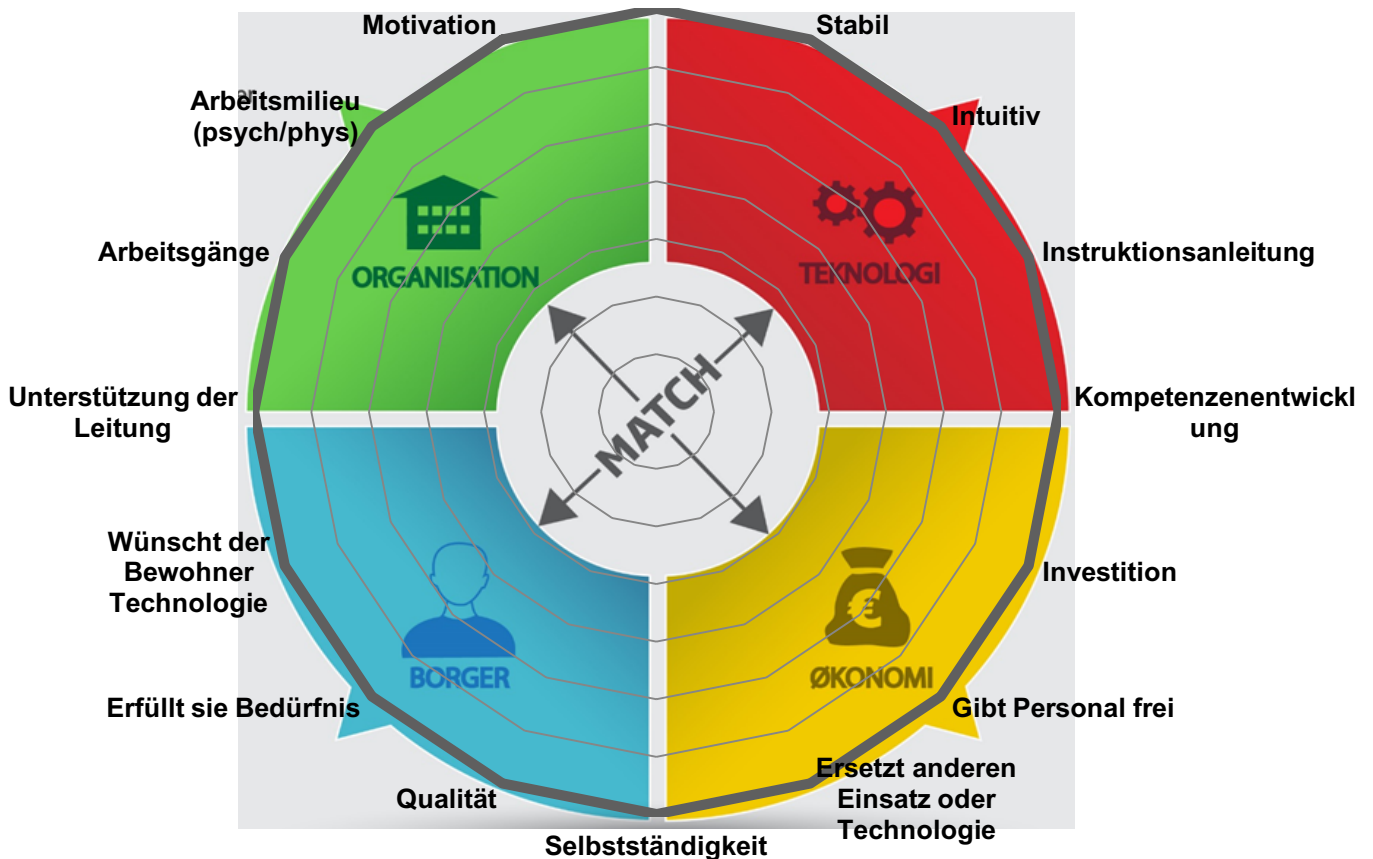 Motivation
Stabil
Arbeitsmilieu
(psych/phys)
Intuitiv
Arbeitsgänge
ORGANISATION
TEKNOLOGI
Instruktionsanleitung
MATCH
Unterstützung der
Leitung
Kompetenzenentwickl
ung
Wünscht der
Bewohner
Technologie
Investition
BORGER
ØKONOMI
Erfüllt sie Bedürfnis
Gibt Personal frei
Qualität
Ersetzt anderen
Einsatz oder
Technologie
Selbstständigkeit